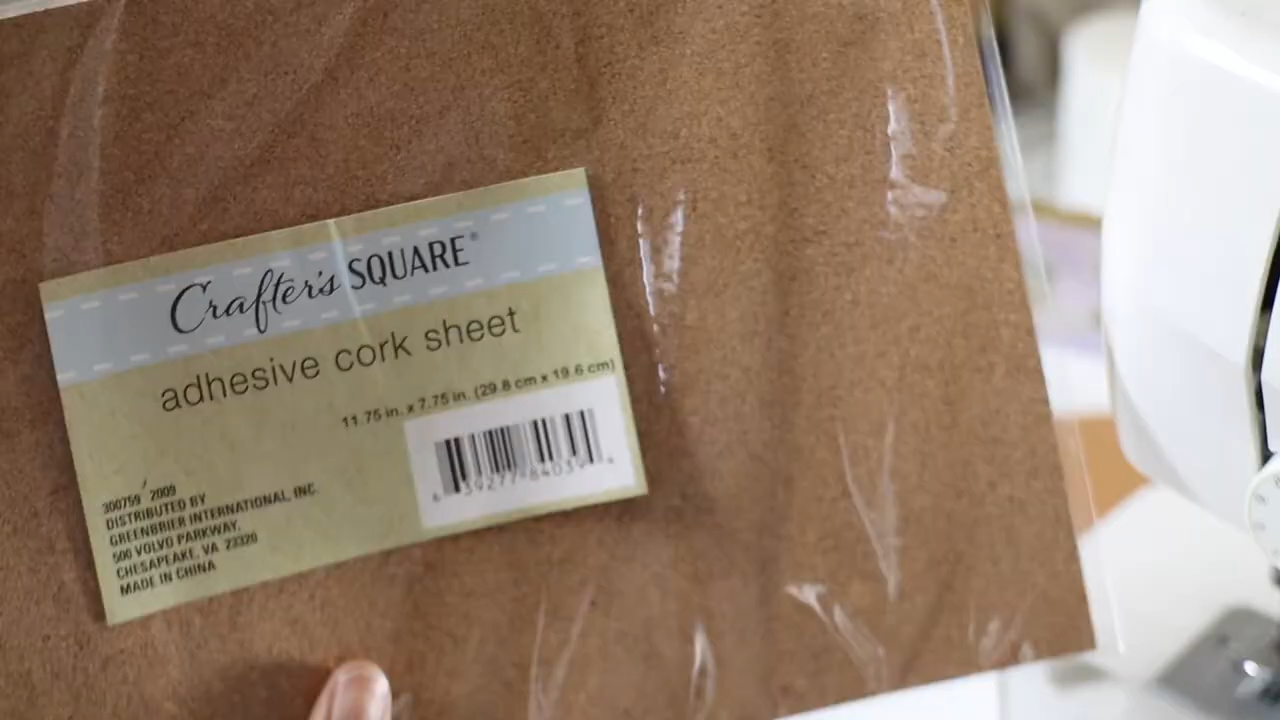 Crafter's SQUARE®
adhesive cork sheet
11.75 in. x 7.75 in. (29.8 cm x 19.6 cm)
300759 2009
DISTRIBUTED BY
GREENBRIER INTERNATIONAL, INC.
500 VOLVO PARKWAY,
CHESAPEAKE, VA 23320
MADE IN CHINA